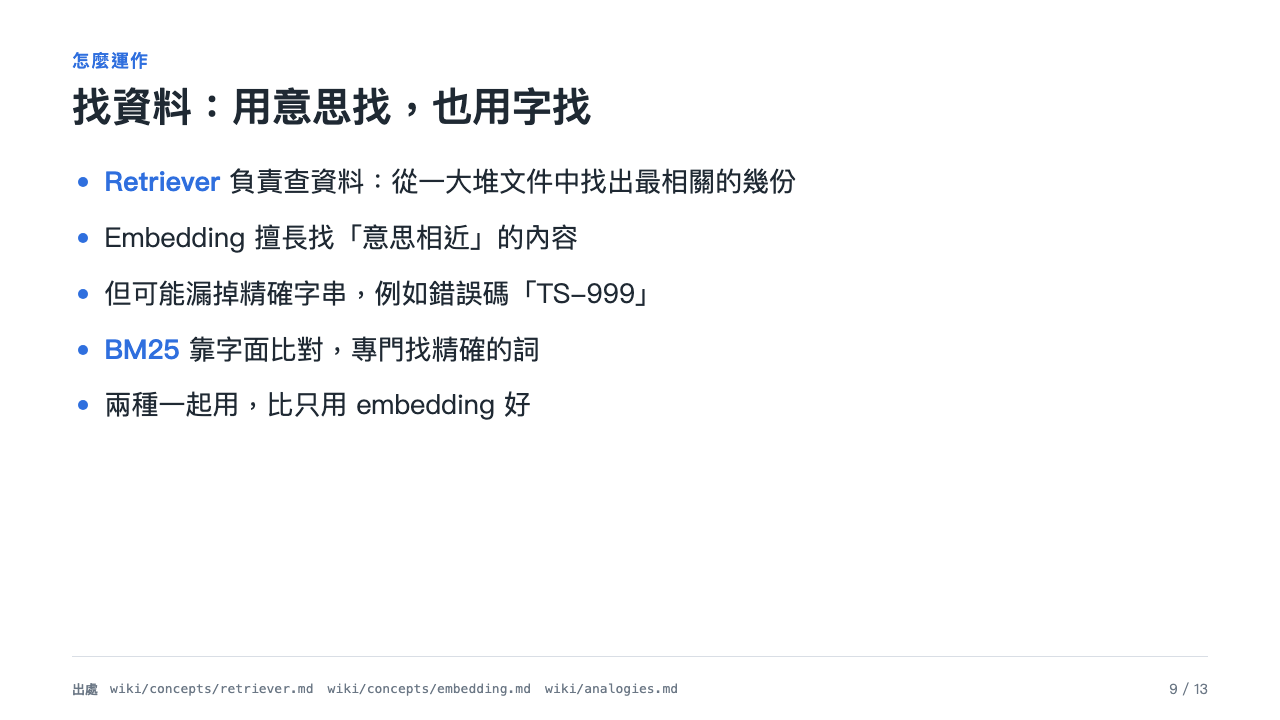 怎麼運作
找資料：用意思找，也用字找
Retriever 負責查資料：從一大堆文件中找出最相關的幾份
Embedding 擅長找「意思相近」的內容
但可能漏掉精確字串，例如錯誤碼「TS-999」
BM25 靠字面比對，專門找精確的詞
兩種一起用，比只用 embedding 好
出處 wiki/concepts/retriever.md wiki/concepts/embedding.md wiki/analogies.md
9 / 13